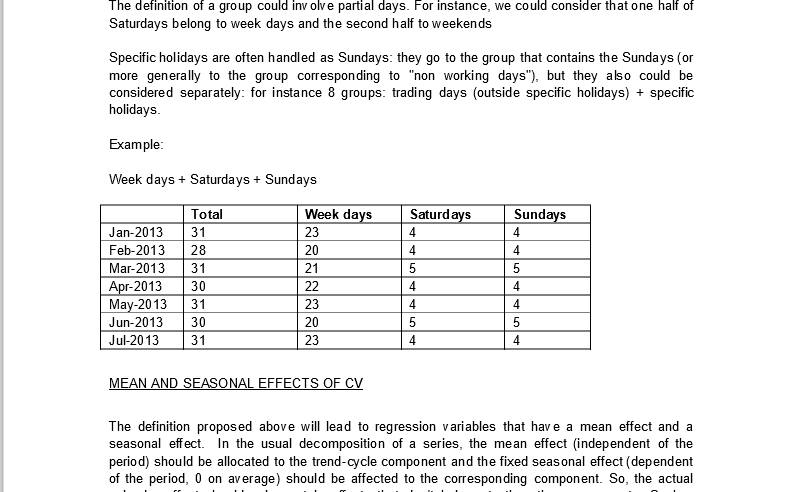 The definition of a group could involve partial days. For instance, we could consider that one half of
Saturdays belong to week days and the second half to weekends
Specific holidays are often handled as Sundays: they go to the group that contains the Sundays (or
more generally to the group corresponding to "non working days"), but they also could be
considered separately: for instance 8 groups: trading days (outside specific holidays) + specific
holidays.
Example:
Week days + Saturdays + Sundays
Total Week days Saturdays Sundays
Jan-2013 31 23 4 4
Feb-2013 28 20 4 4
Mar-2013 31 21 5 5
Apr-2013 30 22 4 4
May-2013 31 23 4 4
Jun-2013 30 20 5 5
Jul-2013 31 23 4 4
MEAN AND SEASONAL EFFECTS OF CV
The definition proposed above will lead to regression variables that have a mean effect and a
seasonal effect. In the usual decomposition of a series, the mean effect (independent of the
period) should be allocated to the trend-cycle component and the fixed seasonal effect (dependent
of the period, 0 on average) should be affected to the corresponding component. So, the actual